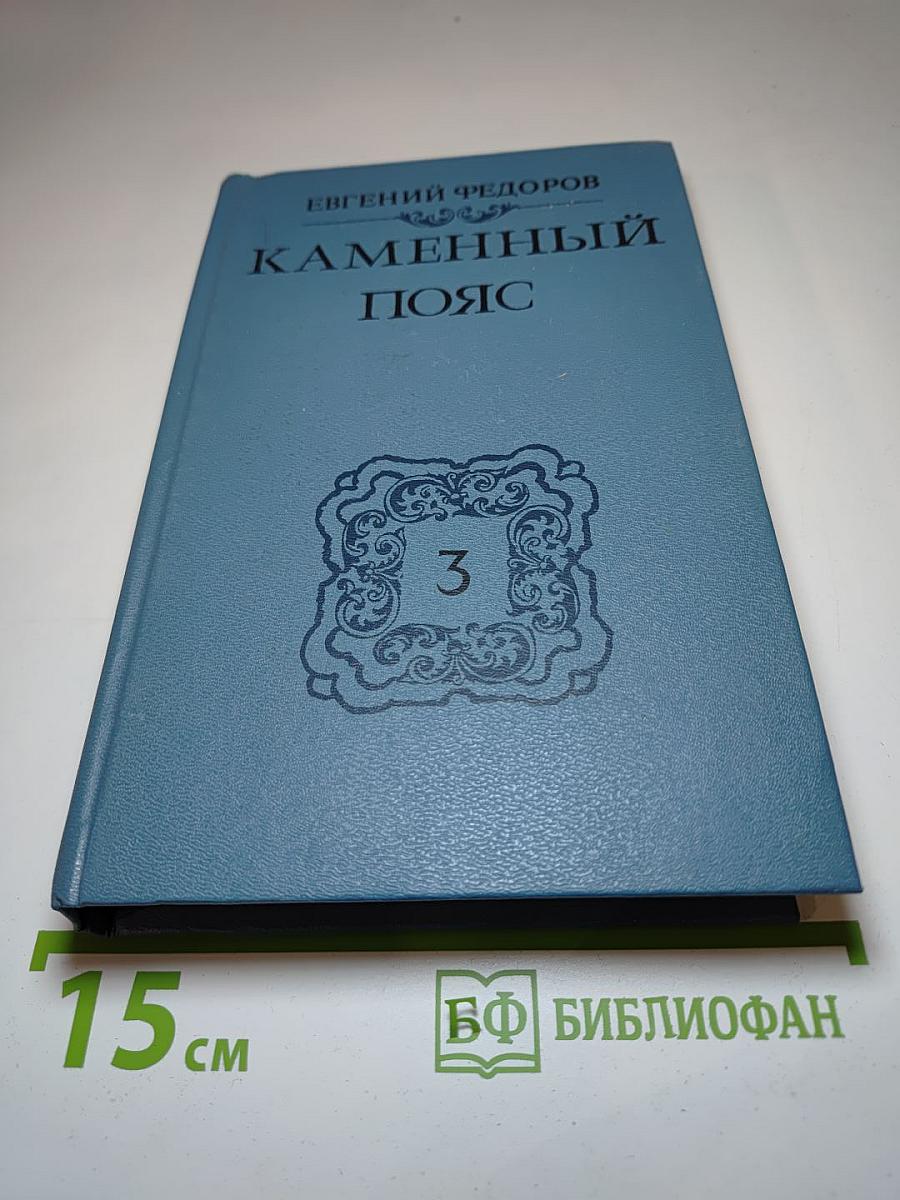 ЕВГЕНИЙ ФЕДОРОВ
КАМЕННЫЙ
ПОЯС
3
15 см
БФ БИБЛИОФАН